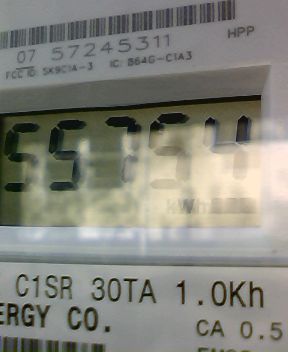 07 57245311
HPP
FCC ID: SK9C1A-3 IC: 864G-C1A3
55754
kWh
C1SR 30TA 1.0Kh
ERGY CO.
CA 0.5